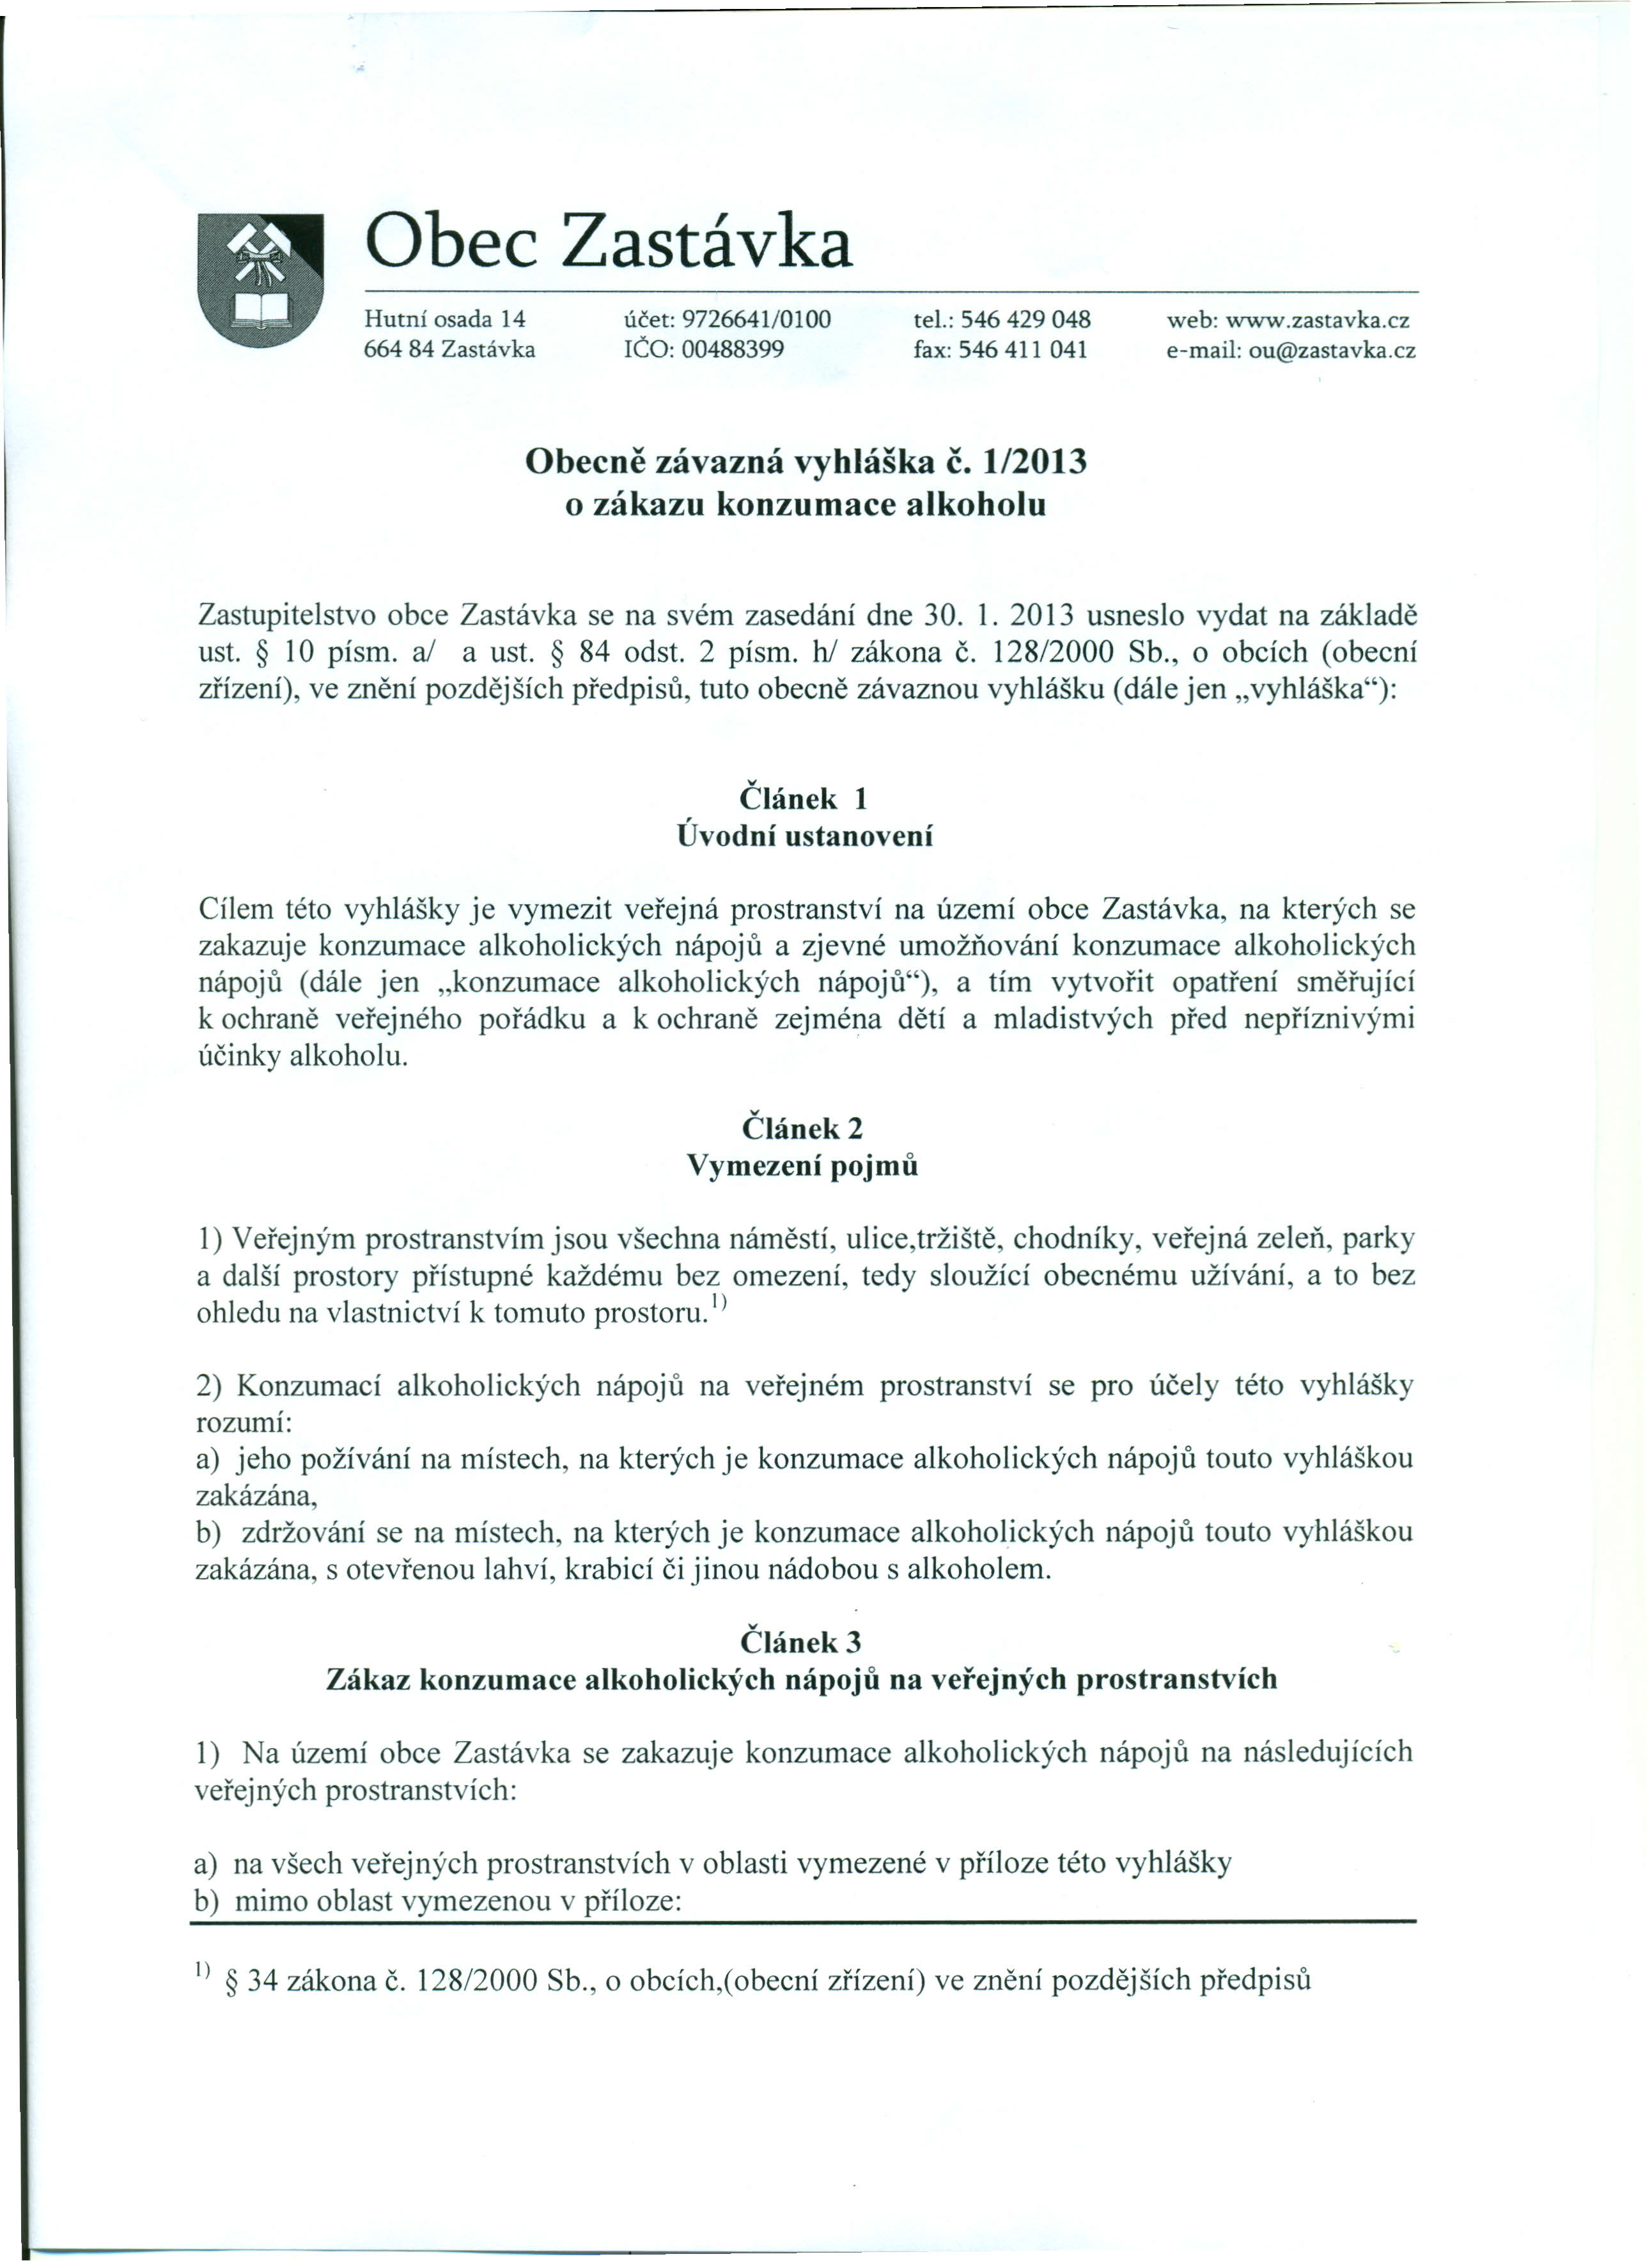 Obec Zastávka
Hutní osada 14
664 84 Zastávka
účet: 9726641/0100
IČO: 00488399
tel.: 546 429 048
fax: 546 411 041
web: www.zastavka.cz
e-mail: ou@zastavka.cz
Obecně závazná vyhláška č. 1/2013
o zákazu konzumace alkoholu
Zastupitelstvo obce Zastávka se na svém zasedání dne 30. 1. 2013 usneslo vydat na základě
ust. § 10 písm. a/ a ust. § 84 odst. 2 písm. h/ zákona č. 128/2000 Sb., o obcích (obecní
zřízení), ve znění pozdějších předpisů, tuto obecně závaznou vyhlášku (dále jen „vyhláška“):
Článek 1
Úvodní ustanovení
Cílem této vyhlášky je vymezit veřejná prostranství na území obce Zastávka, na kterých se
zakazuje konzumace alkoholických nápojů a zjevné umožňování konzumace alkoholických
nápojů (dále jen „konzumace alkoholických nápojů“), a tím vytvořit opatření směřující
k ochraně veřejného pořádku a k ochraně zejména dětí a mladistvých před nepříznivými
účinky alkoholu.
Článek 2
Vymezení pojmů
1) Veřejným prostranstvím jsou všechna náměstí, ulice,tržiště, chodníky, veřejná zeleň, parky
a další prostory přístupné každému bez omezení, tedy sloužící obecnému užívání, a to bez
ohledu na vlastnictví k tomuto prostoru.1)
2) Konzumací alkoholických nápojů na veřejném prostranství se pro účely této vyhlášky
rozumí:
a) jeho požívání na místech, na kterých je konzumace alkoholických nápojů touto vyhláškou
zakázána,
b) zdržování se na místech, na kterých je konzumace alkoholických nápojů touto vyhláškou
zakázána, s otevřenou lahví, krabicí či jinou nádobou s alkoholem.
Článek 3
Zákaz konzumace alkoholických nápojů na veřejných prostranstvích
1) Na území obce Zastávka se zakazuje konzumace alkoholických nápojů na následujících
veřejných prostranstvích:
a) na všech veřejných prostranstvích v oblasti vymezené v příloze této vyhlášky
b) mimo oblast vymezenou v příloze:
1) § 34 zákona č. 128/2000 Sb., o obcích,(obecní zřízení) ve znění pozdějších předpisů